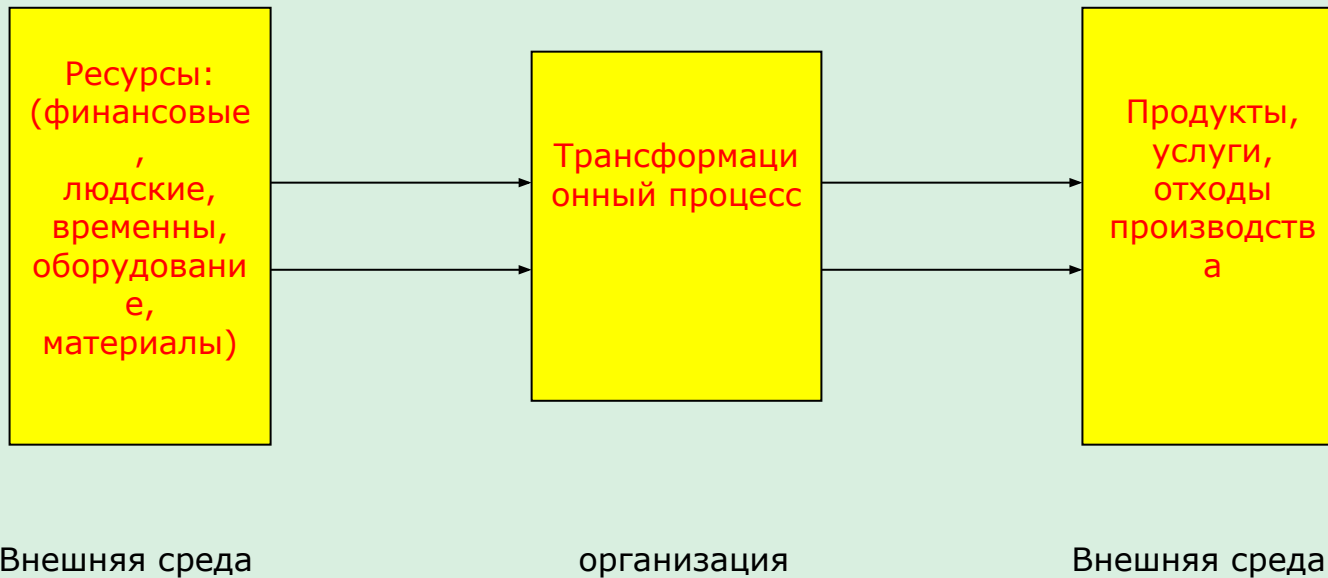 Ресурсы:
(финансовые
,
людские,
временны,
оборудовани
е,
материалы)
Трансформаци
онный процесс
Продукты,
услуги,
отходы
производств
а
Внешняя среда
организация
Внешняя среда